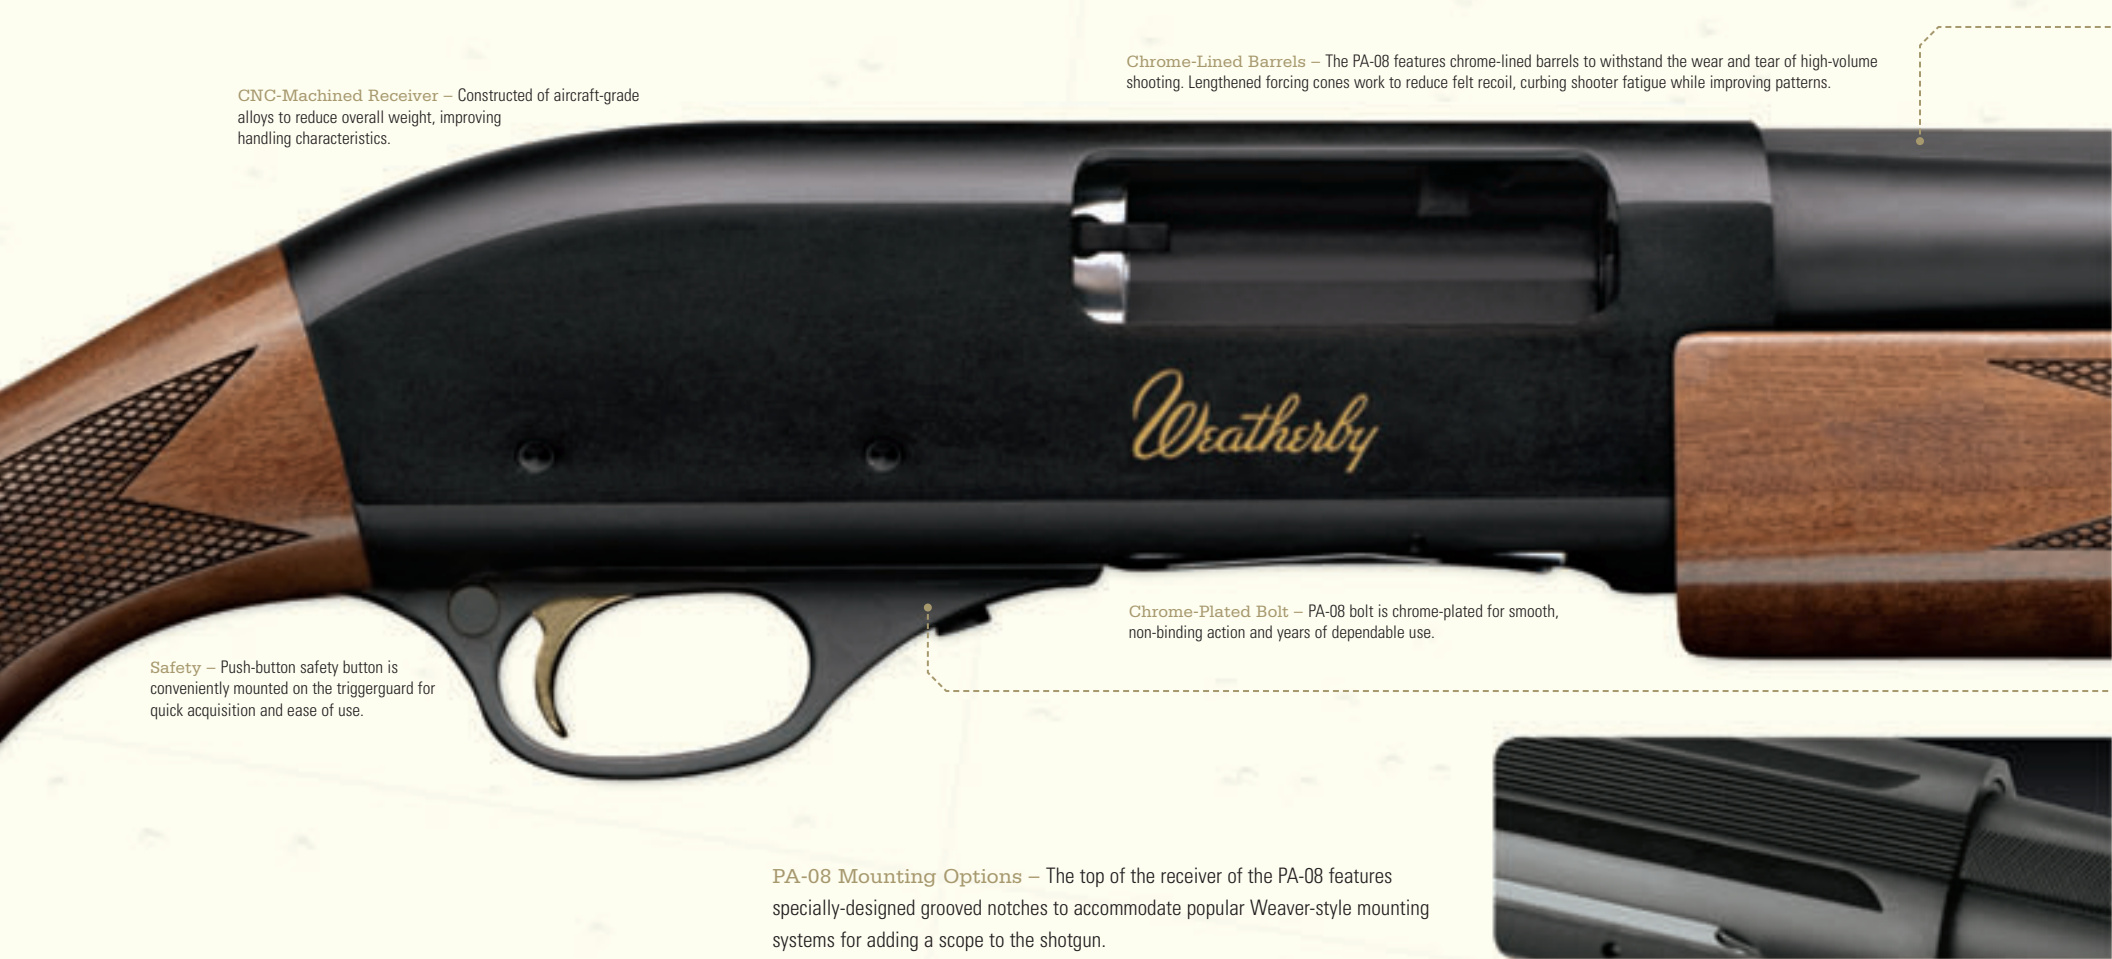 Chrome-Lined Barrels – The PA-08 features chrome-lined barrels to withstand the wear and tear of high-volume
shooting. Lengthened forcing cones work to reduce felt recoil, curbing shooter fatigue while improving patterns.
CNC-Machined Receiver – Constructed of aircraft-grade
alloys to reduce overall weight, improving
handling characteristics.
Weatherby
Chrome-Plated Bolt – PA-08 bolt is chrome-plated for smooth,
non-binding action and years of dependable use.
Safety – Push-button safety button is
conveniently mounted on the triggerguard for
quick acquisition and ease of use.
PA-08 Mounting Options – The top of the receiver of the PA-08 features
specially-designed grooved notches to accommodate popular Weaver-style mounting
systems for adding a scope to the shotgun.